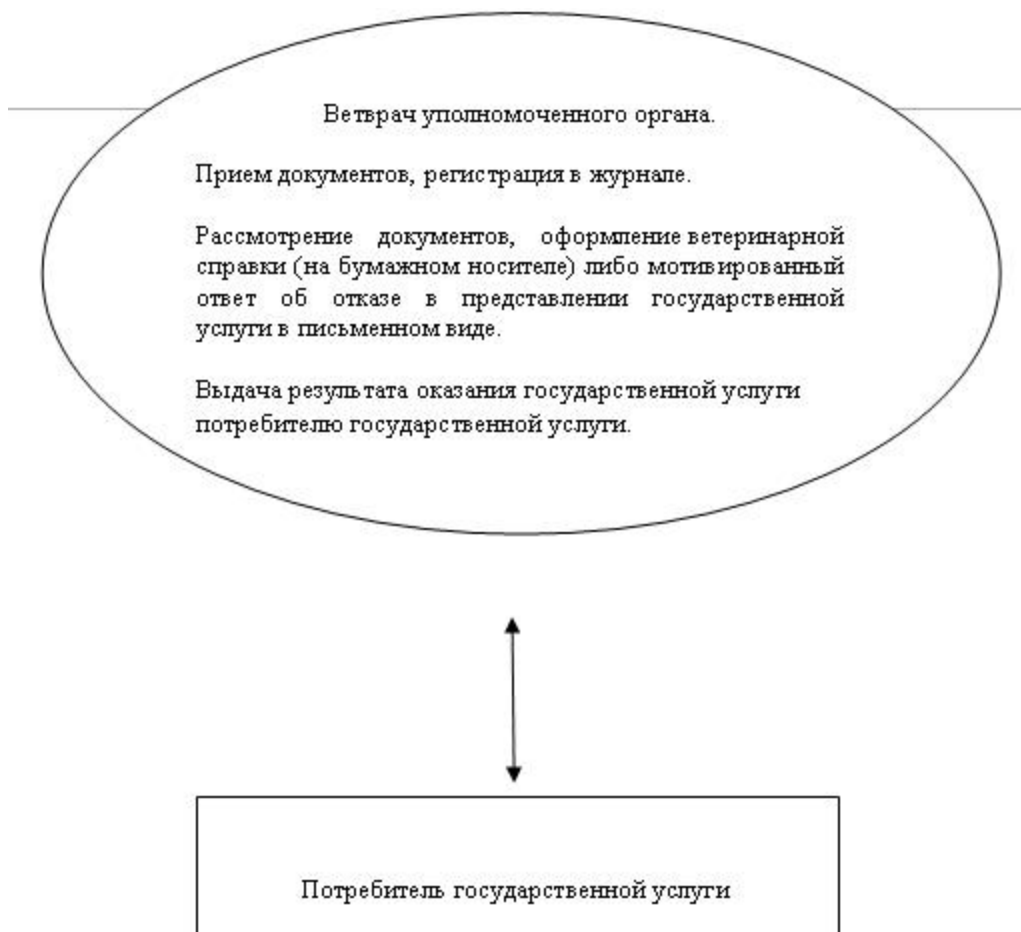 Ветврач уполномоченного органа.
Прием документов, регистрация в журнале.
Рассмотрение документов, оформление ветеринарной
справки (на бумажном носителе) либо мотивированный
ответ об отказе в представлении государственной
услуги в письменном виде.
Выдача результата оказания государственной услуги
потребителю государственной услуги.
Потребитель государственной услуги